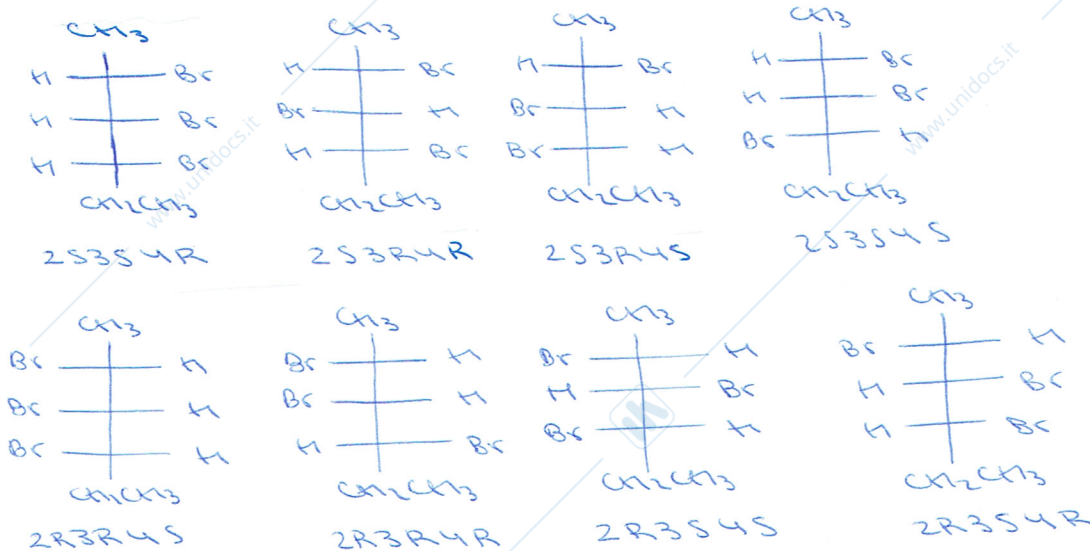 CH3 CH3 CH3 CH3
H Br H Br H Br H Br
H Br Br H Br H H Br
H Br H Br Br H Br H
CH2CH3 CH2CH3 CH2CH3 CH2CH3
2S3S4R 2S3R4R 2S3R4S 2S3S4S
CH3 CH3 CH3 CH3
Br H Br H Br H Br H
Br H Br H H Br H Br
Br H H Br Br H H Br
CH2CH3 CH2CH3 CH2CH3 CH2CH3
2R3R4S 2R3R4R 2R3S4S 2R3S4R
www.unidocs.it
www.unidocs.it